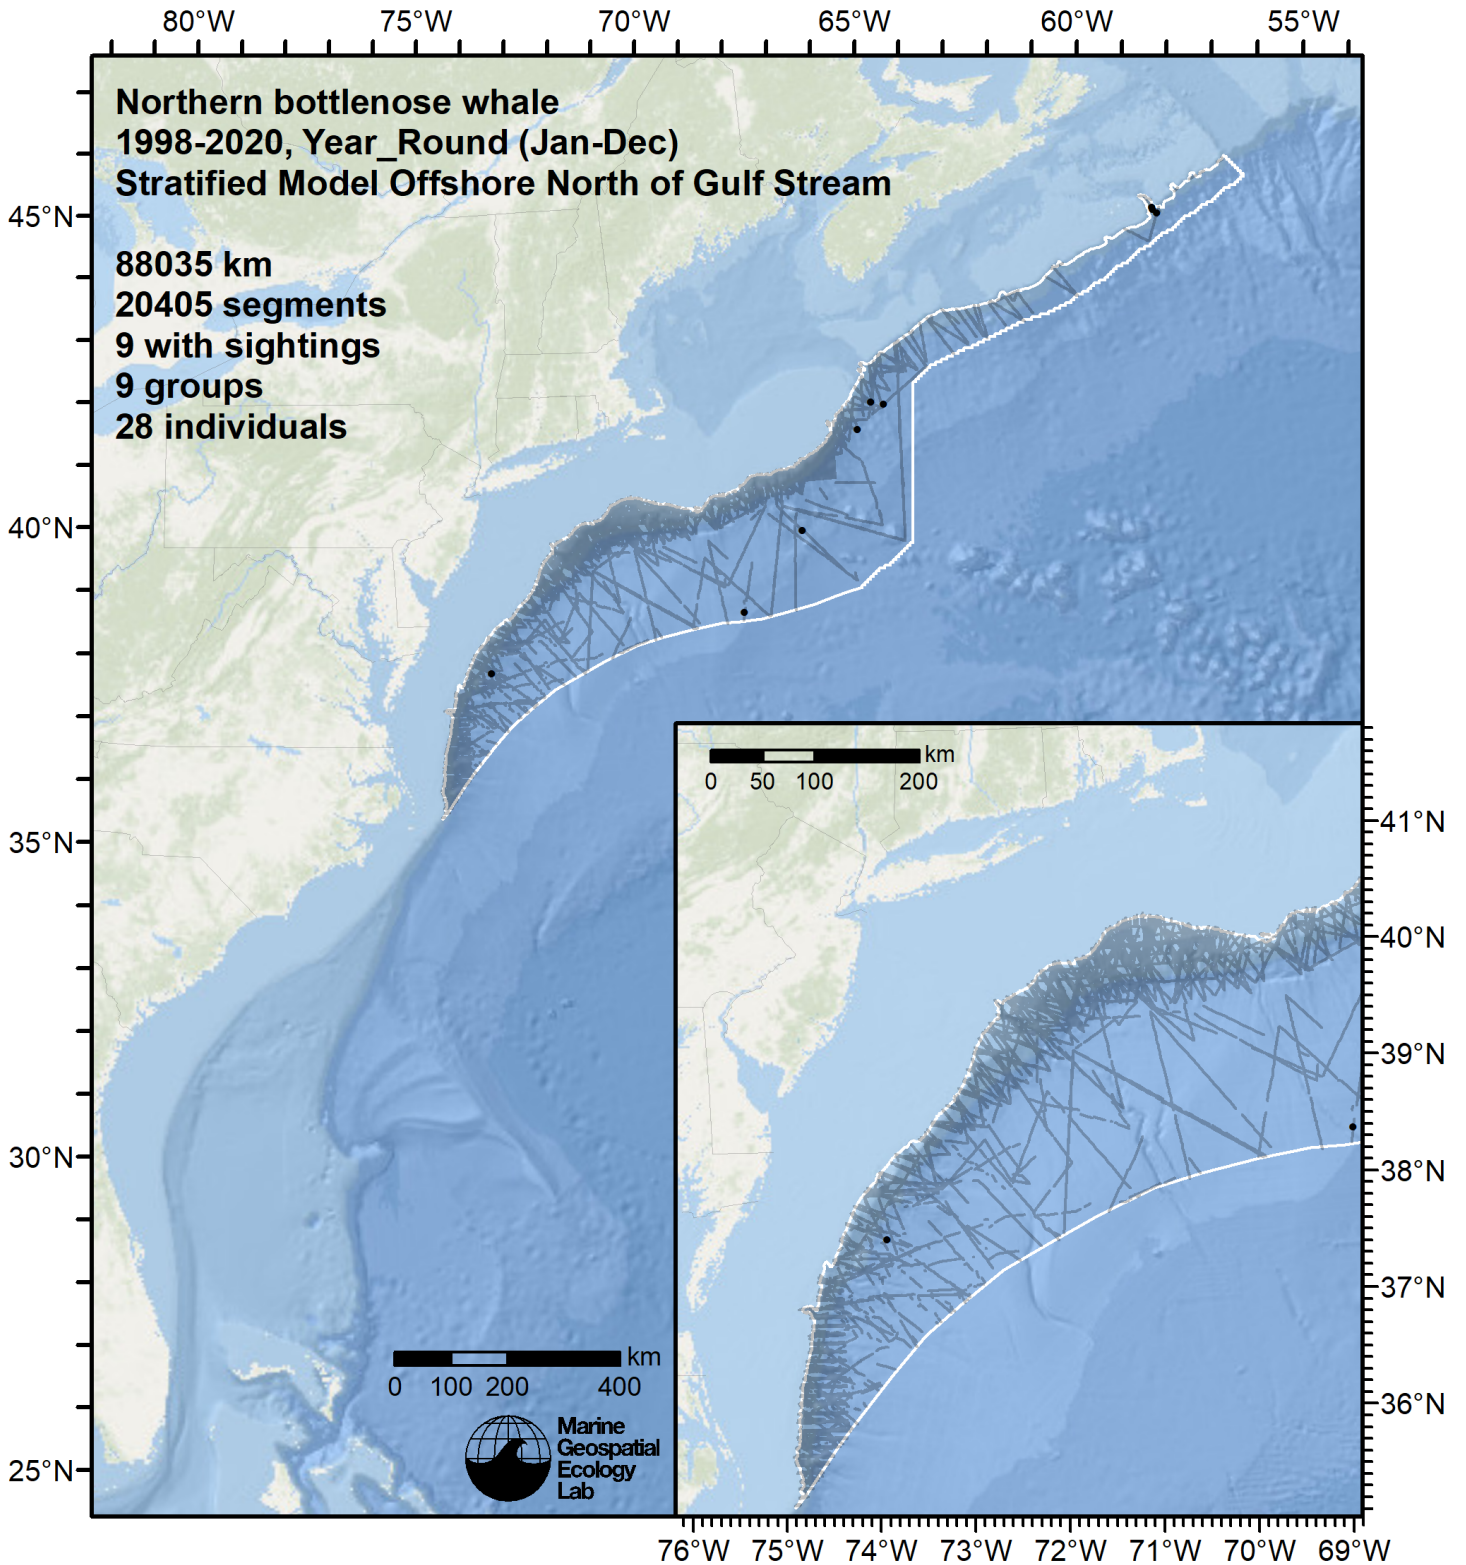 80°W 75°W 70°W 65°W 60°W 55°W
Northern bottlenose whale
1998-2020, Year_Round (Jan-Dec)
Stratified Model Offshore North of Gulf Stream
88035 km
20405 segments
9 with sightings
9 groups
28 individuals
45°N
40°N
35°N
30°N
25°N
km
0 50 100 200
41°N
40°N
39°N
38°N
37°N
36°N
km
0 100 200 400
Marine
Geospatial
Ecology
Lab
76°W 75°W 74°W 73°W 72°W 71°W 70°W 69°W